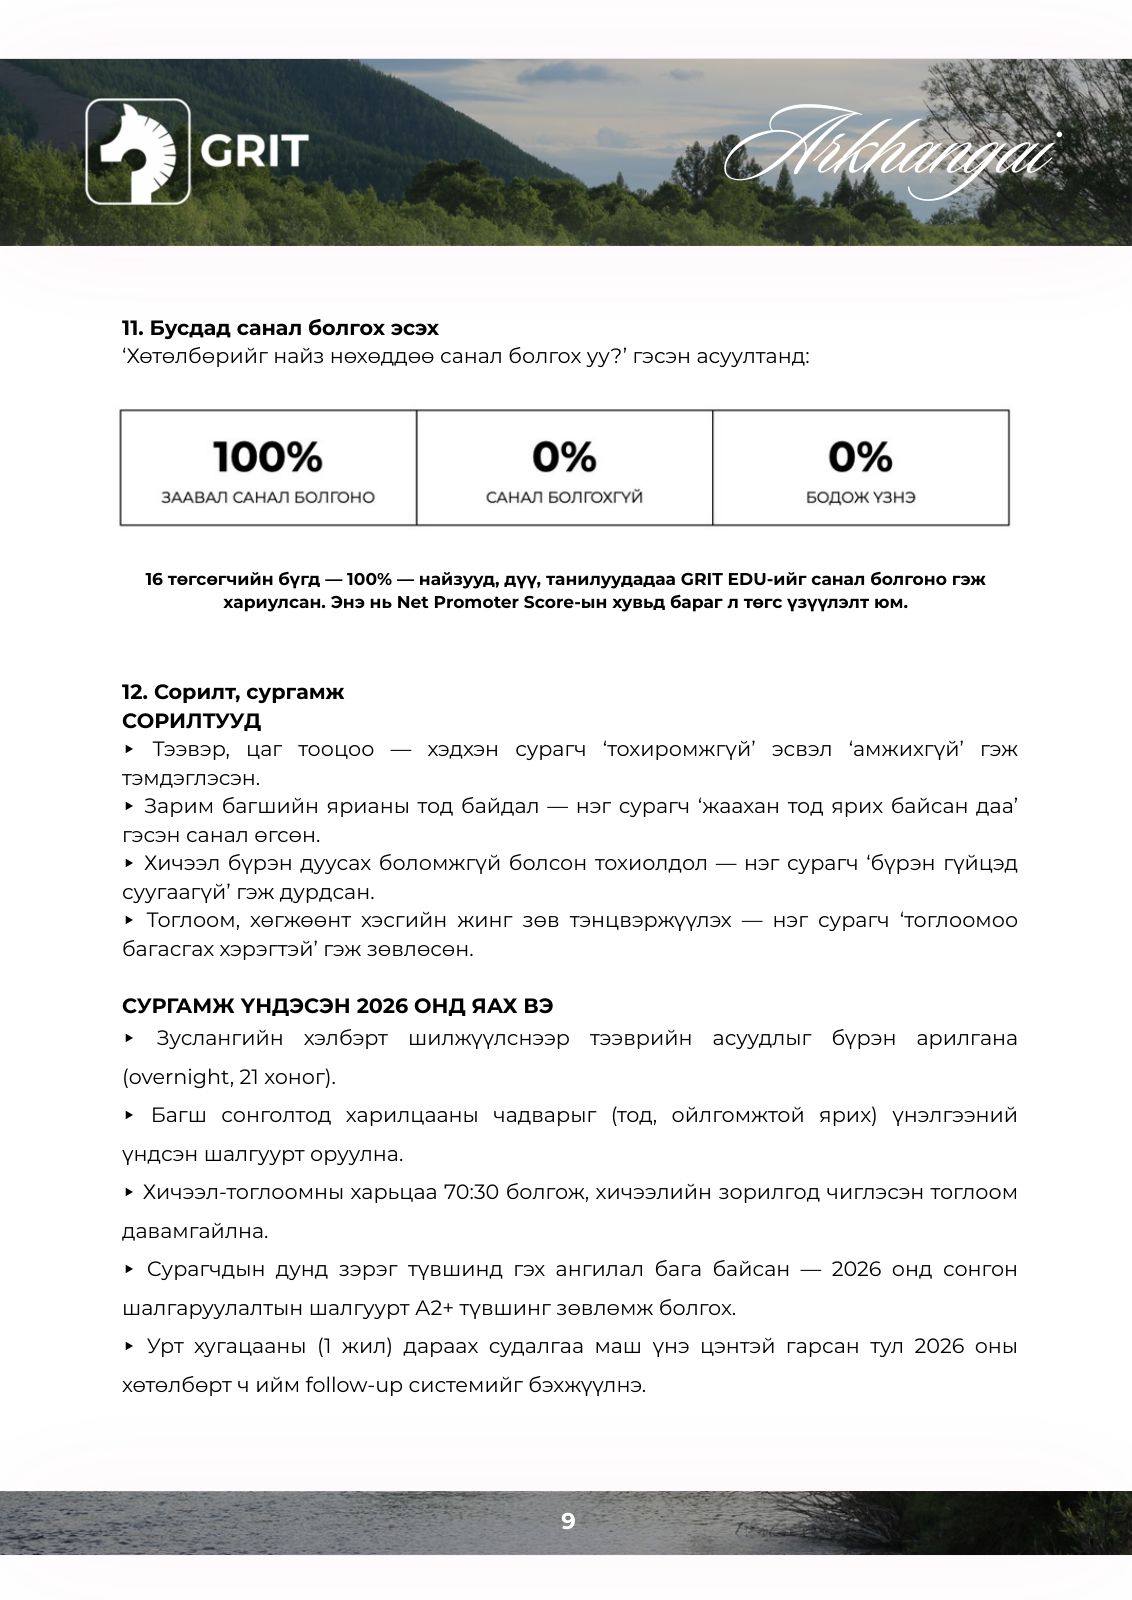 GRIT
Arkhangai
11. Бусдад санал болгох эсэх
‘Хөтөлбөрийг найз нөхөддөө санал болгох уу?’ гэсэн асуултанд:
100%
ЗААВАЛ САНАЛ БОЛГОНО
0%
САНАЛ БОЛГОХГҮЙ
0%
БОДОЖ ҮЗНЭ
16 төгсөгчийн бүгд — 100% — найзууд, дүү, танилуудадаа GRIT EDU-ийг санал болгоно гэж
хариулсан. Энэ нь Net Promoter Score-ын хувьд бараг л төгс үзүүлэлт юм.
12. Сорилт, сургамж
СОРИЛТУУД
‣ Тээвэр, цаг тооцоо — хэдхэн сурагч ‘тохиромжгүй’ эсвэл ‘амжихгүй’ гэж
тэмдэглэсэн.
‣ Зарим багшийн ярианы тод байдал — нэг сурагч ‘жаахан тод ярих байсан даа’
гэсэн санал өгсөн.
‣ Хичээл бүрэн дуусах боломжгүй болсон тохиолдол — нэг сурагч ‘бүрэн гүйцэд
суугаагүй’ гэж дурдсан.
‣ Тоглоом, хөгжөөнт хэсгийн жинг зөв тэнцвэржүүлэх — нэг сурагч ‘тоглоомоо
багасгах хэрэгтэй’ гэж зөвлөсөн.
СУРГАМЖ ҮНДЭСЭН 2026 ОНД ЯАХ ВЭ
‣ Зуслангийн хэлбэрт шилжүүлснээр тээврийн асуудлыг бүрэн арилгана
(overnight, 21 хоног).
‣ Багш сонголтод харилцааны чадварыг (тод, ойлгомжтой ярих) үнэлгээний
үндсэн шалгуурт оруулна.
‣ Хичээл-тоглоомны харьцаа 70:30 болгож, хичээлийн зорилгод чиглэсэн тоглоом
давамгайлна.
‣ Сурагчдын дунд зэрэг түвшинд гэх ангилал бага байсан — 2026 онд сонгон
шалгаруулалтын шалгуурт A2+ түвшинг зөвлөмж болгох.
‣ Урт хугацааны (1 жил) дараах судалгаа маш үнэ цэнтэй гарсан тул 2026 оны
хөтөлбөрт ч ийм follow-up системийг бэхжүүлнэ.
9